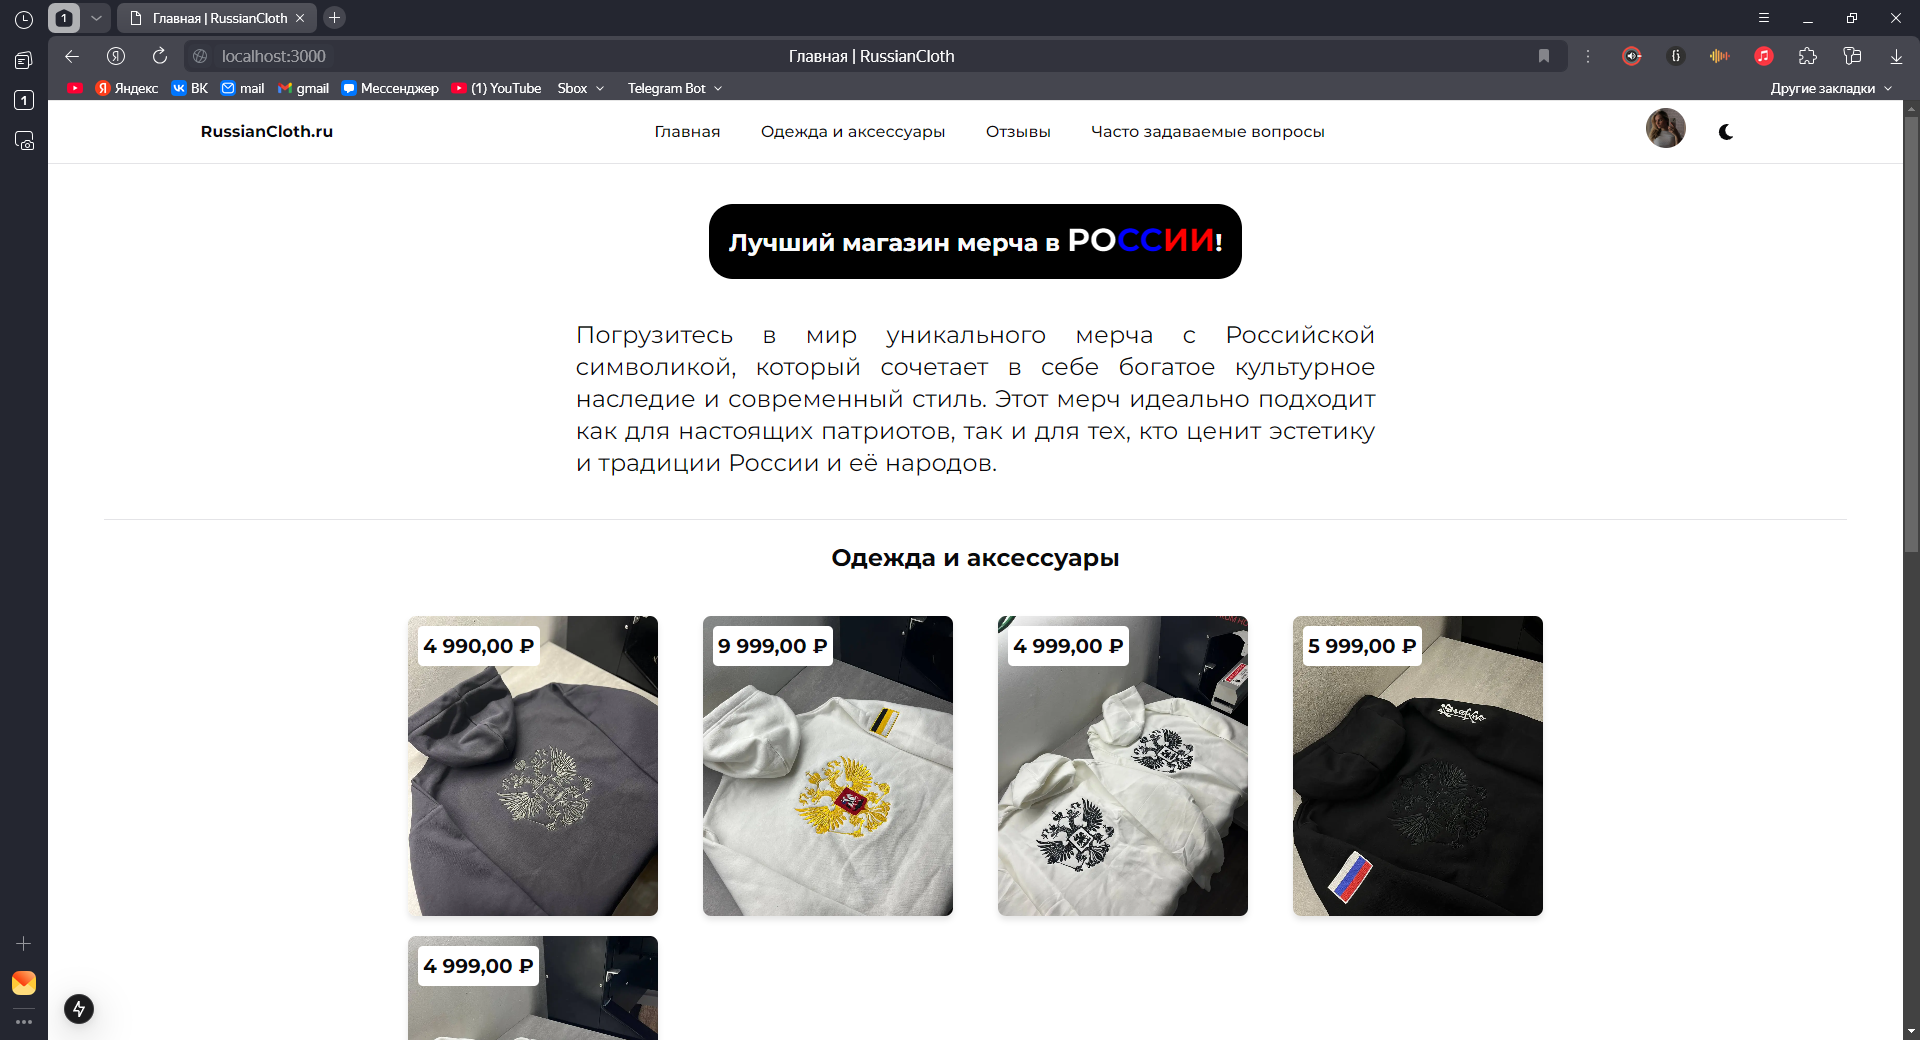 1
Главная | RussianCloth
localhost:3000
Главная | RussianCloth
Яндекс
ВК
mail
gmail
Мессенджер
(1) YouTube
Sbox
Telegram Bot
Другие закладки
1
RussianCloth.ru
Главная
Одежда и аксессуары
Отзывы
Часто задаваемые вопросы
Лучший магазин мерча в РОССИИ!
Погрузитесь в мир уникального мерча с Российской
символикой, который сочетает в себе богатое культурное
наследие и современный стиль. Этот мерч идеально подходит
как для настоящих патриотов, так и для тех, кто ценит эстетику
и традиции России и её народов.
Одежда и аксессуары
4 990,00 ₽
9 999,00 ₽
4 999,00 ₽
5 999,00 ₽
4 999,00 ₽